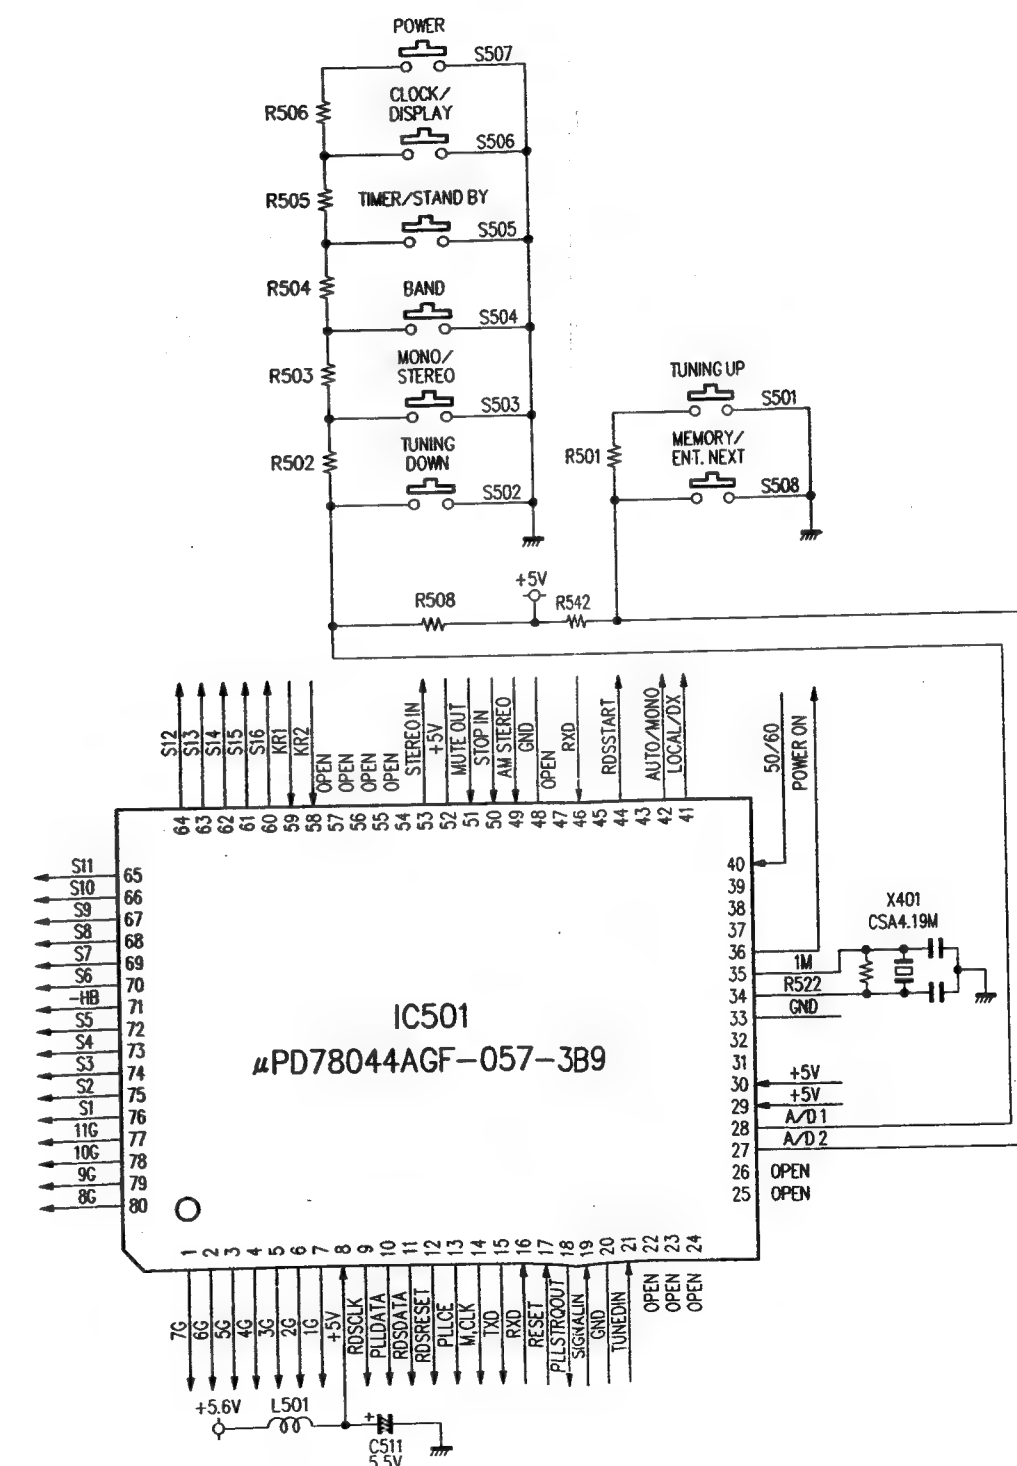 POWER
S507
R506
CLOCK/
DISPLAY
S506
R505
TIMER/STAND BY
S505
R504
BAND
S504
R503
MONO/
STEREO
S503
R502
TUNING
DOWN
S502
TUNING UP
S501
R501
MEMORY/
ENT. NEXT
S508
+5V
R508
R542
S12
S13
S14
S15
S16
KR1
KR2
OPEN
OPEN
OPEN
OPEN
STEREO IN
+5V
MUTE OUT
STOP IN
AM STEREO
GND
OPEN
RXD
RDSSTART
AUTO/MONO
LOCAL/DX
50/60
POWER ON
64
63
62
61
60
59
58
57
56
55
54
53
52
51
50
49
48
47
46
45
44
43
42
41
S11 65
S10 66
S9 67
S8 68
S7 69
S6 70
-HB 71
S5 72
S4 73
S3 74
S2 75
S1 76
11G 77
10G 78
9G 79
8G 80
IC501
µPD78044AGF-057-3B9
40
39
38
37
36
35 1M
34 R522
33 GND
32
31
30 +5V
29 +5V
28 A/D 1
27 A/D 2
26 OPEN
25 OPEN
X401
CSA4.19M
1
2
3
4
5
6
7
8
9
10
11
12
13
14
15
16
17
18
19
20
21
22
23
24
7G
6G
5G
4G
3G
2G
1G
+5V
RDSCLK
PLLDATA
RDSDATA
RDSRESET
PLLCE
M,CLK
TXD
RXD
RESET
PLLSTRQOUT
SIGNALIN
GND
TUNEDIN
OPEN
OPEN
OPEN
+5.6V
L501
+
C511
5.5V